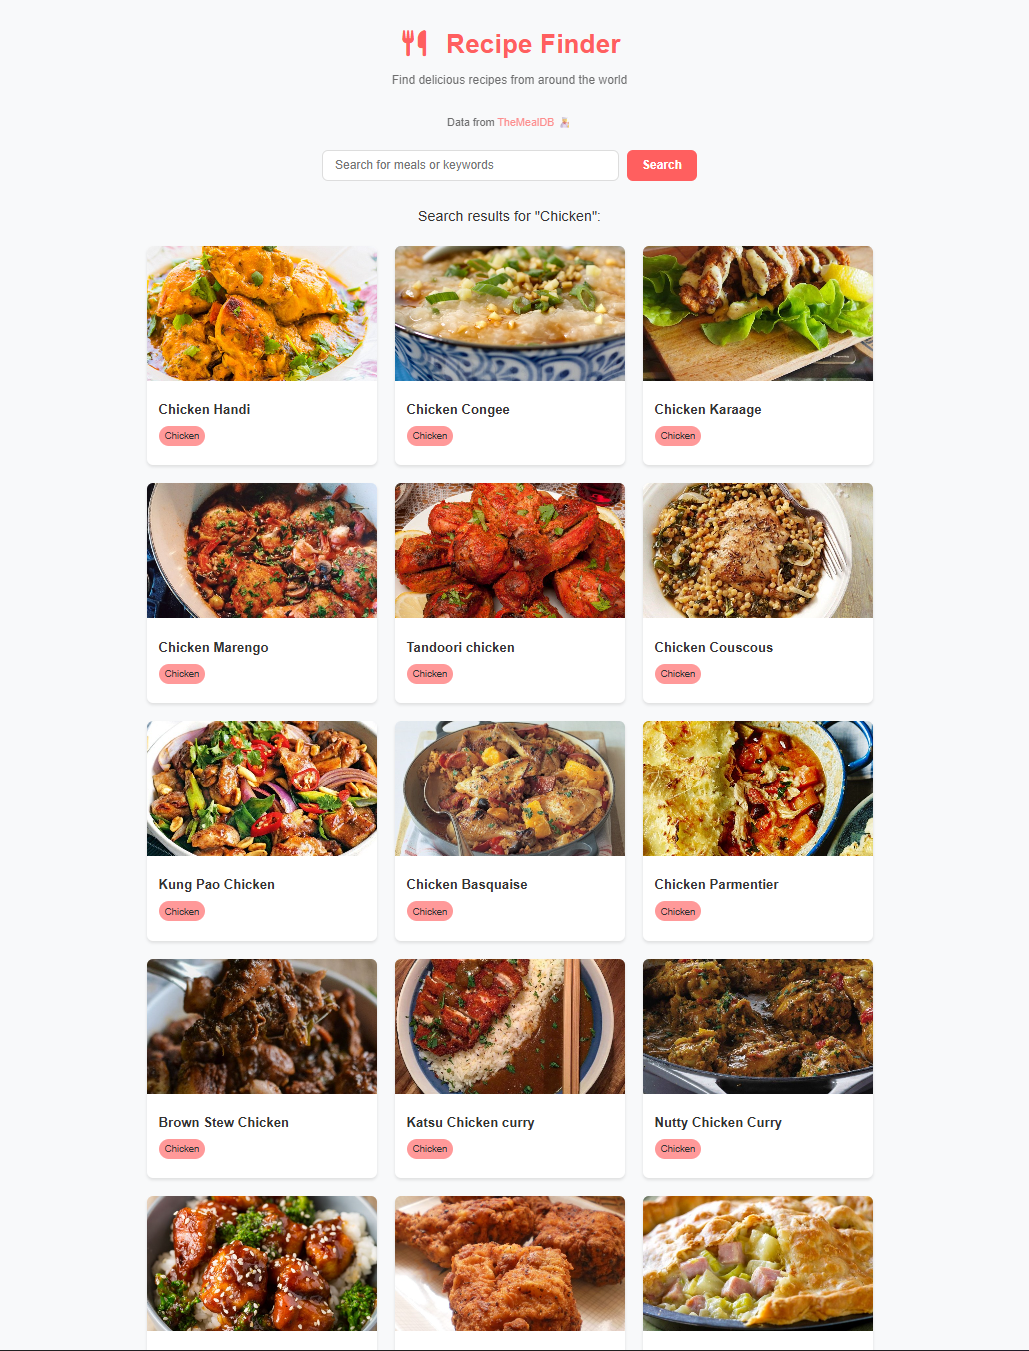 Recipe Finder
Find delicious recipes from around the world
Data from TheMealDB
Search for meals or keywords
Search
Search results for "Chicken":
Chicken Handi
Chicken
Chicken Congee
Chicken
Chicken Karaage
Chicken
Chicken Marengo
Chicken
Tandoori chicken
Chicken
Chicken Couscous
Chicken
Kung Pao Chicken
Chicken
Chicken Basquaise
Chicken
Chicken Parmentier
Chicken
Brown Stew Chicken
Chicken
Katsu Chicken curry
Chicken
Nutty Chicken Curry
Chicken